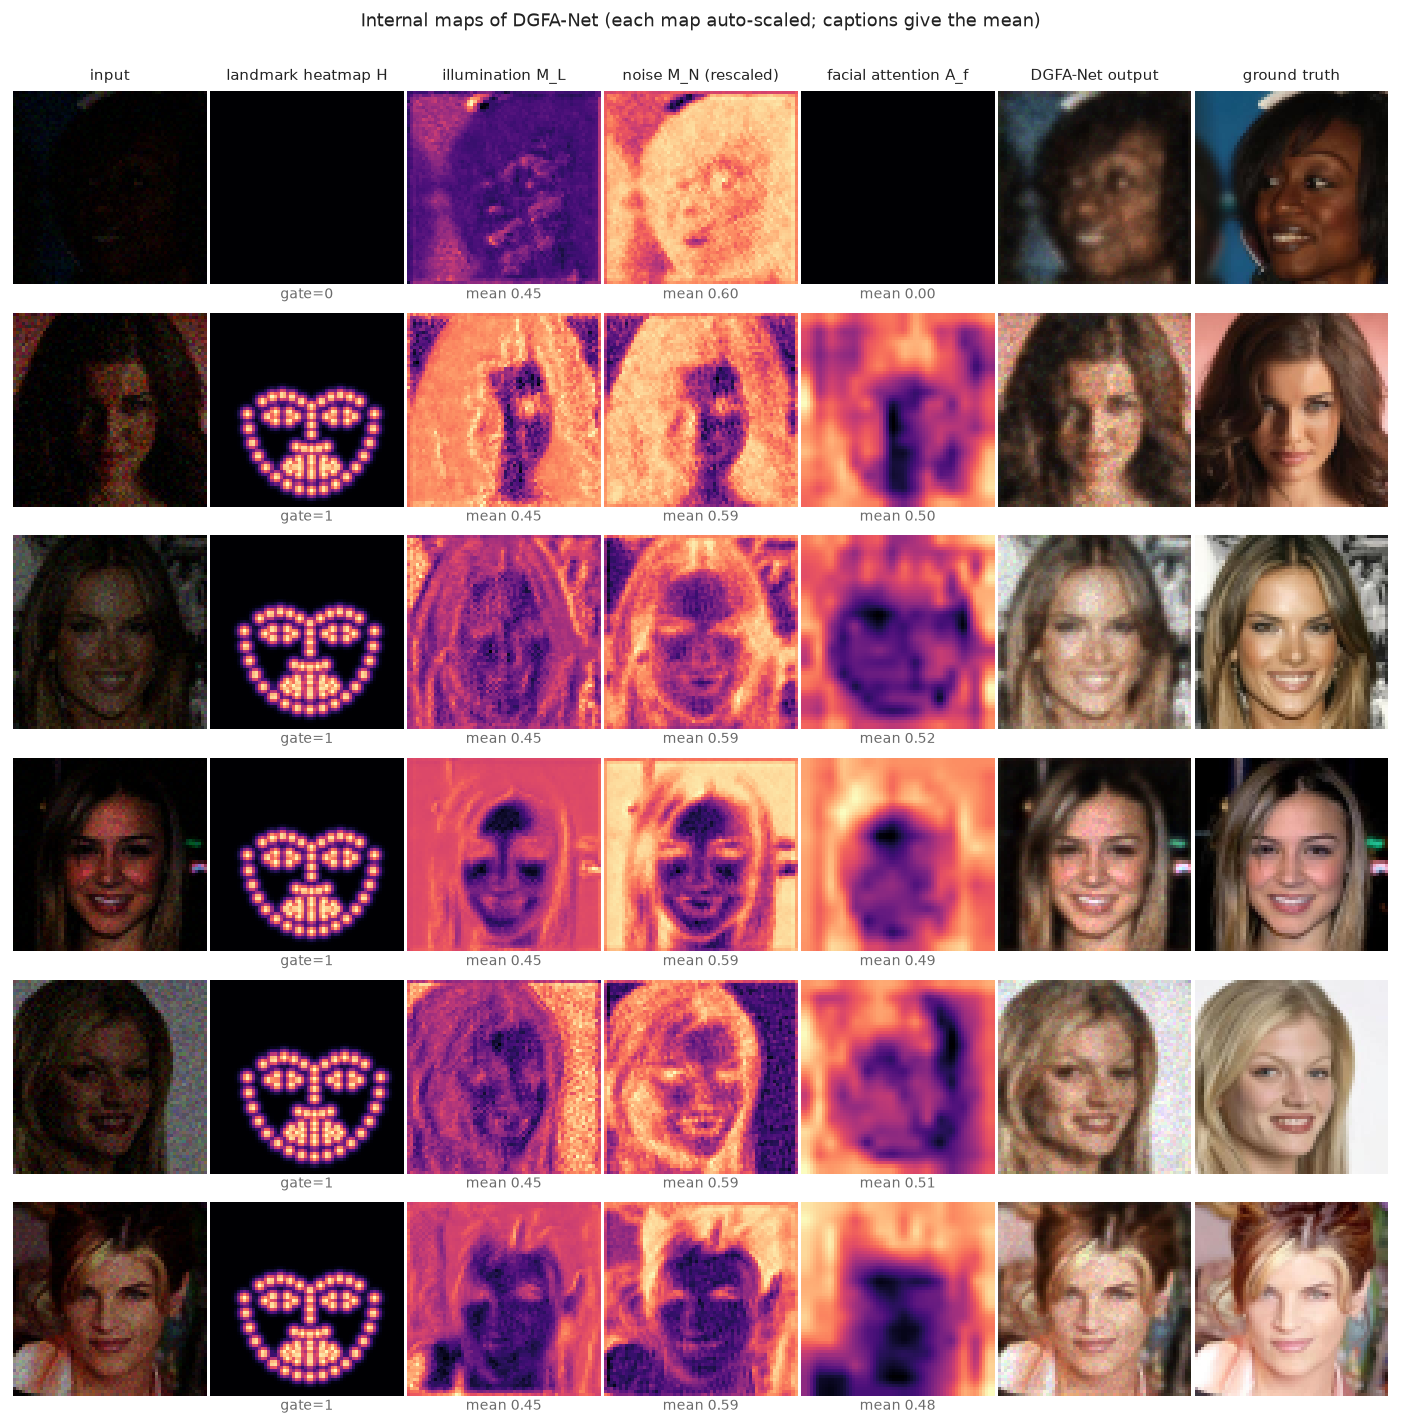 Internal maps of DGFA-Net (each map auto-scaled; captions give the mean)
input landmark heatmap H illumination M_L noise M_N (rescaled) facial attention A_f DGFA-Net output ground truth
gate=0 mean 0.45 mean 0.60 mean 0.00
gate=1 mean 0.45 mean 0.59 mean 0.50
gate=1 mean 0.45 mean 0.59 mean 0.52
gate=1 mean 0.45 mean 0.59 mean 0.49
gate=1 mean 0.45 mean 0.59 mean 0.51
gate=1 mean 0.45 mean 0.59 mean 0.48